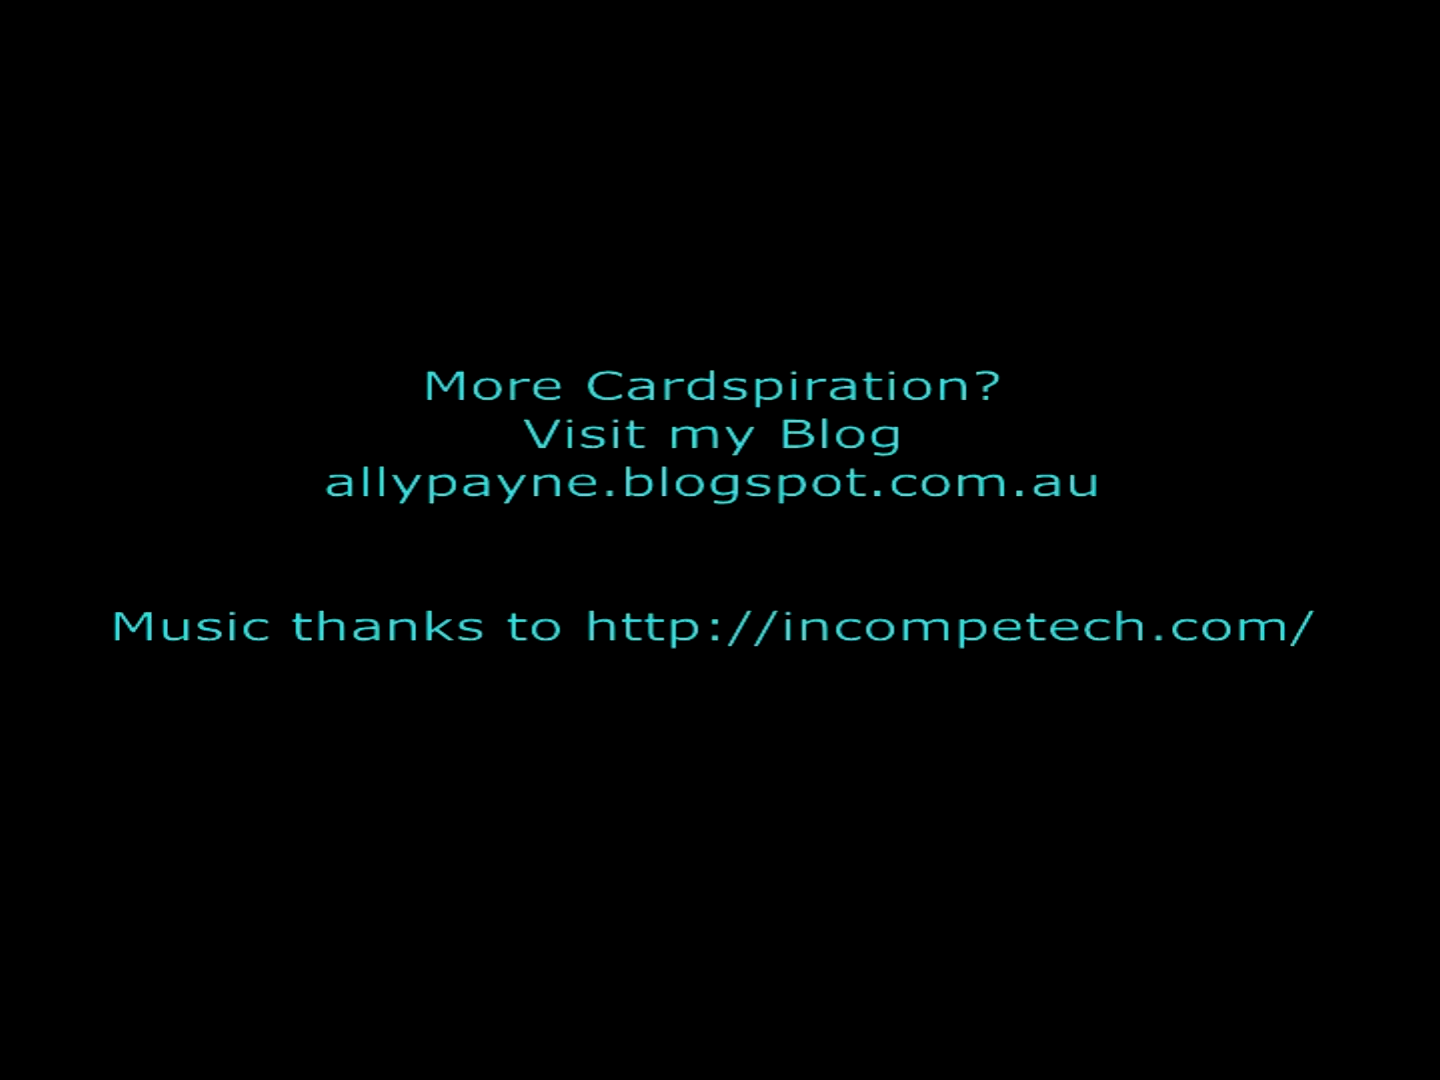 More Cardspiration?
Visit my Blog
allypayne.blogspot.com.au
Music thanks to http://incompetech.com/